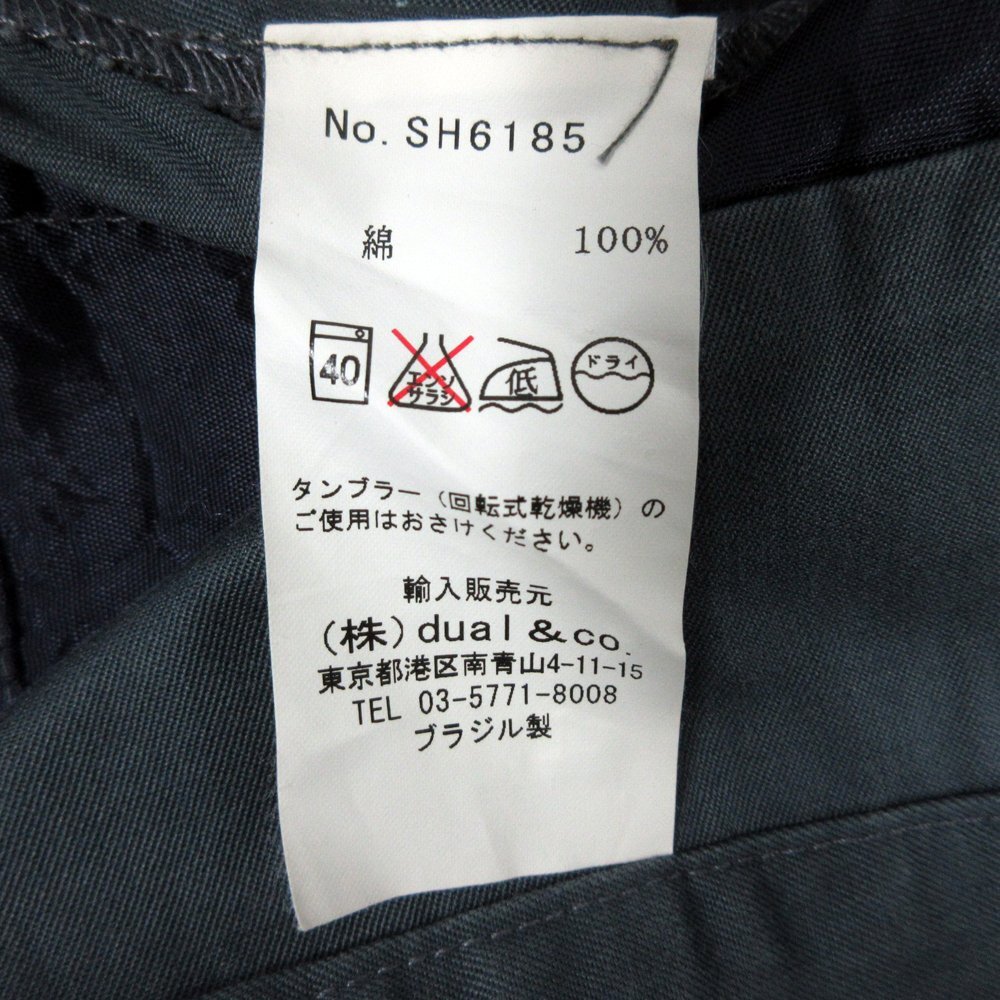 No. SH6185
綿 100%
40 エンソ サラシ 低 ドライ
タンブラー（回転式乾燥機）の
ご使用はおさけください。
輸入販売元
（株）dual & co.
東京都港区南青山4-11-15
TEL 03-5771-8008
ブラジル製